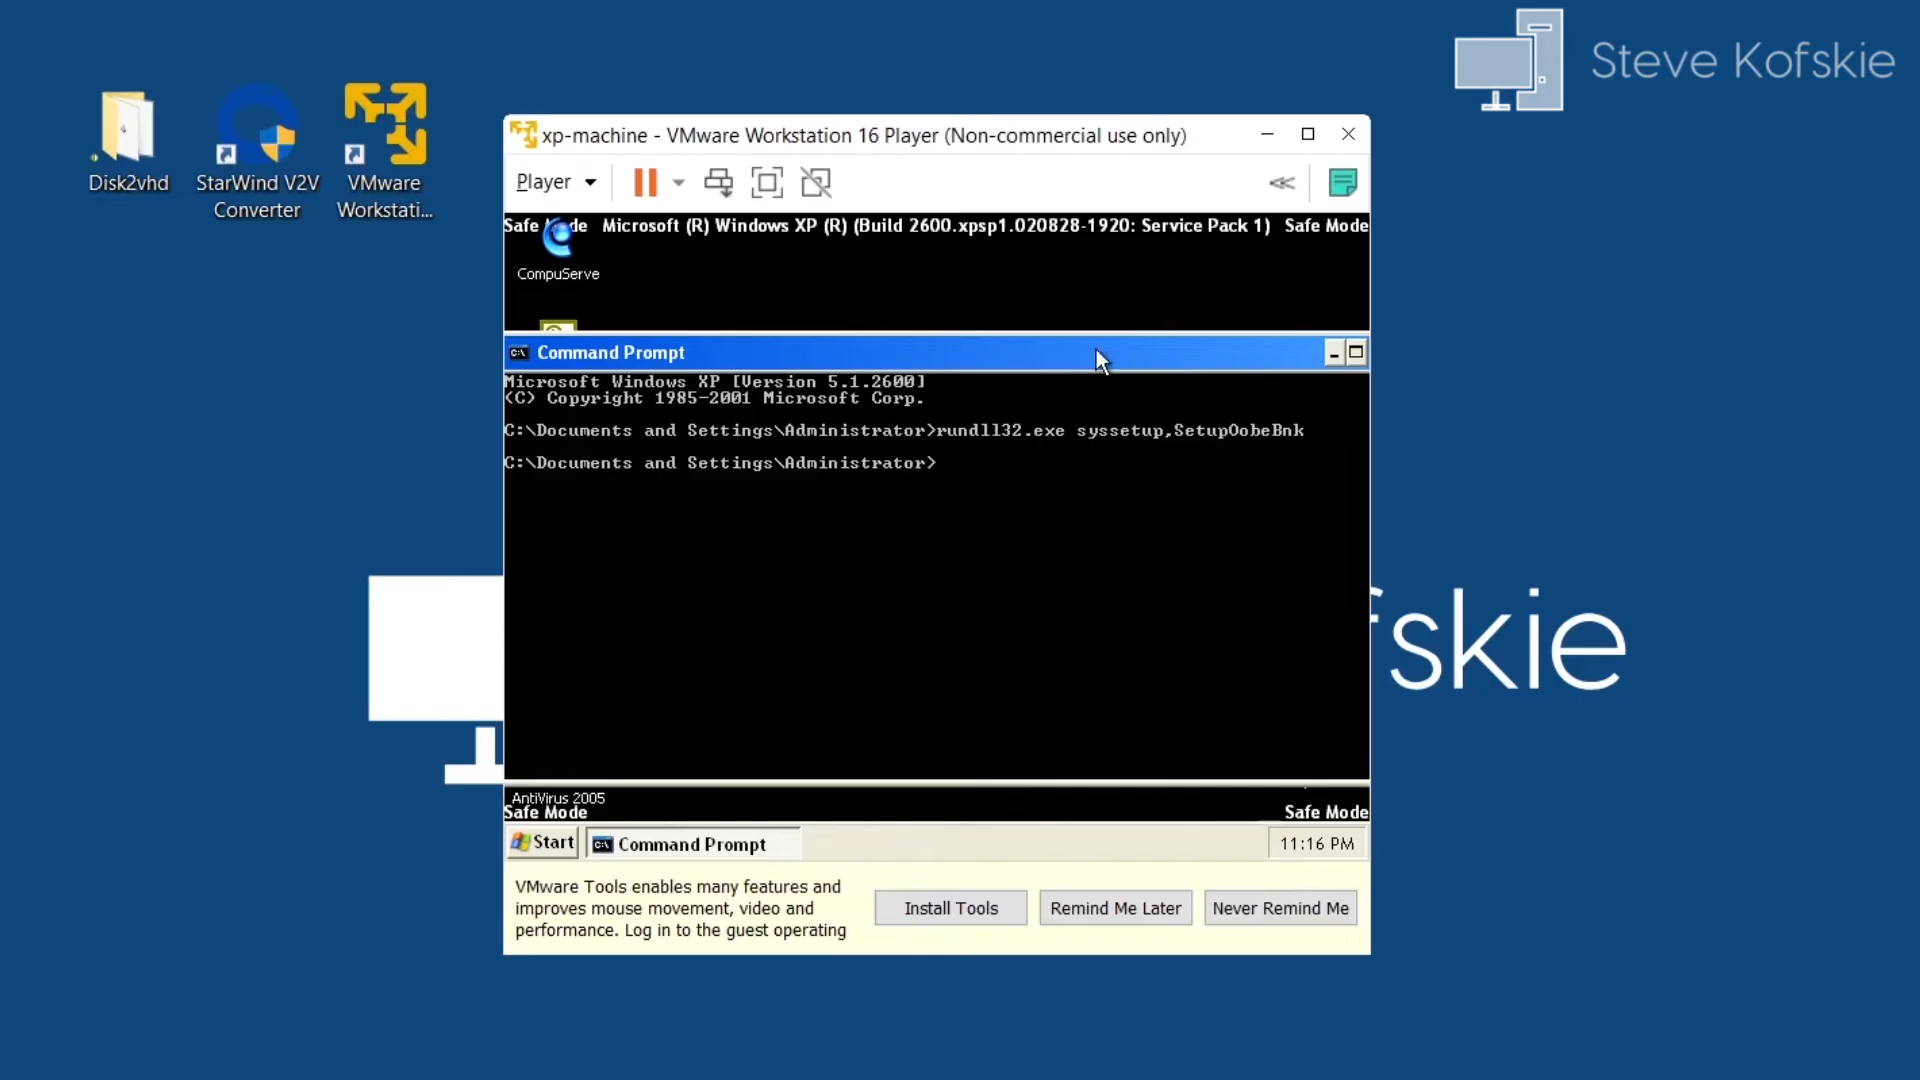 Steve Kofskie
Disk2vhd
StarWind V2V
Converter
VMware
Workstati...
xp-machine - VMware Workstation 16 Player (Non-commercial use only)
Player
Safe Mode Microsoft (R) Windows XP (R) (Build 2600.xpsp1.020828-1920: Service Pack 1) Safe Mode
CompuServe
Command Prompt
Microsoft Windows XP [Version 5.1.2600]
(C) Copyright 1985-2001 Microsoft Corp.
C:\Documents and Settings\Administrator>rundll32.exe syssetup,SetupOobeBnk
C:\Documents and Settings\Administrator>
fskie
AntiVirus 2005
Safe Mode Safe Mode
Start Command Prompt 11:16 PM
VMware Tools enables many features and
improves mouse movement, video and
performance. Log in to the guest operating
Install Tools Remind Me Later Never Remind Me